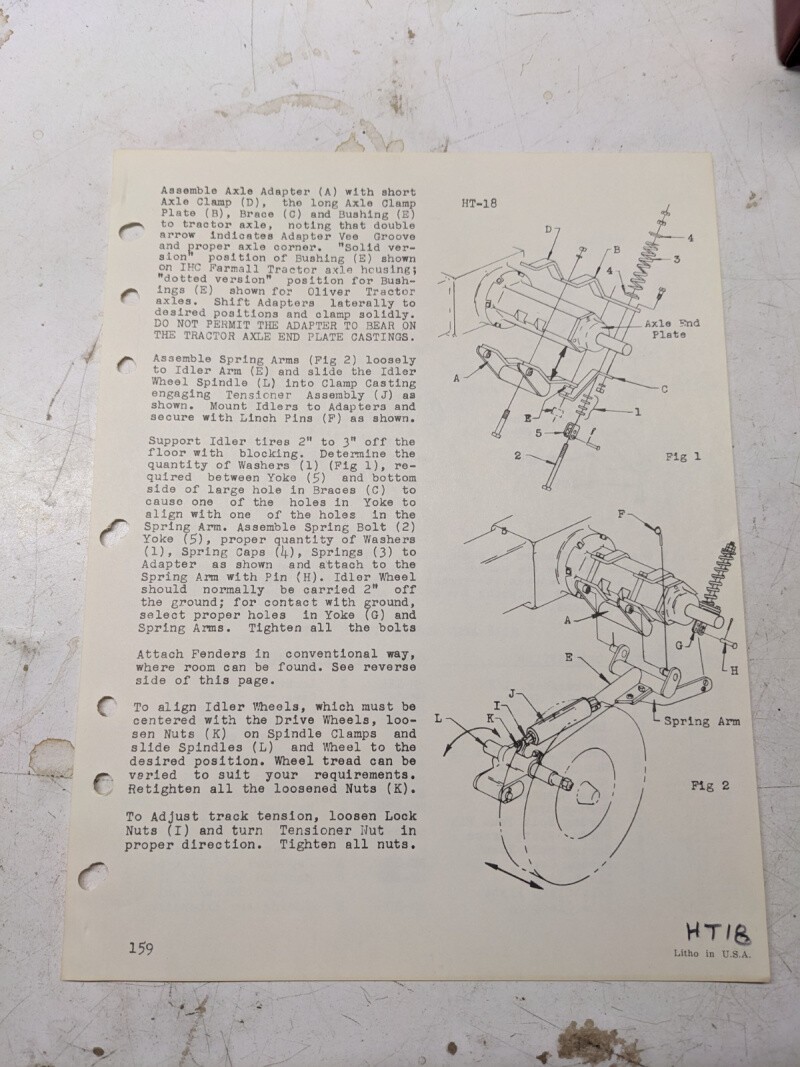 Assemble Axle Adapter (A) with short
Axle Clamp (D), the long Axle Clamp
Plate (B), Brace (C) and Bushing (E)
to tractor axle, noting that double
arrow indicates Adapter Vee Groove
and proper axle corner. "Solid ver-
sion" position of Bushing (E) shown
on IHC Farmall Tractor axle housing;
"dotted version" position for Bush-
ings (E) shown for Oliver Tractor
axles. Shift Adapters laterally to
desired positions and clamp solidly.
DO NOT PERMIT THE ADAPTER TO BEAR ON
THE TRACTOR AXLE END PLATE CASTINGS.
Assemble Spring Arms (Fig 2) loosely
to Idler Arm (E) and slide the Idler
Wheel Spindle (L) into Clamp Casting
engaging Tensioner Assembly (J) as
shown. Mount Idlers to Adapters and
secure with Linch Pins (F) as shown.
Support Idler tires 2" to 3" off the
floor with blocking. Determine the
quantity of Washers (1) (Fig 1), re-
quired between Yoke (5) and bottom
side of large hole in Braces (C) to
cause one of the holes in Yoke to
align with one of the holes in the
Spring Arm. Assemble Spring Bolt (2)
Yoke (5), proper quantity of Washers
(1), Spring Caps (4), Springs (3) to
Adapter as shown and attach to the
Spring Arm with Pin (H). Idler Wheel
should normally be carried 2" off
the ground; for contact with ground,
select proper holes in Yoke (G) and
Spring Arms. Tighten all the bolts
Attach Fenders in conventional way,
where room can be found. See reverse
side of this page.
To align Idler Wheels, which must be
centered with the Drive Wheels, loo-
sen Nuts (K) on Spindle Clamps and
slide Spindles (L) and Wheel to the
desired position. Wheel tread can be
varied to suit your requirements.
Retighten all the loosened Nuts (K).
To Adjust track tension, loosen Lock
Nuts (I) and turn Tensioner Nut in
proper direction. Tighten all nuts.
159
HT-18
D
B
4
3
4
Axle End
Plate
A
C
E
1
5
2
Fig 1
F
A
G
H
E
J
I
K
L
Spring Arm
Fig 2
HT18
Litho in U.S.A.